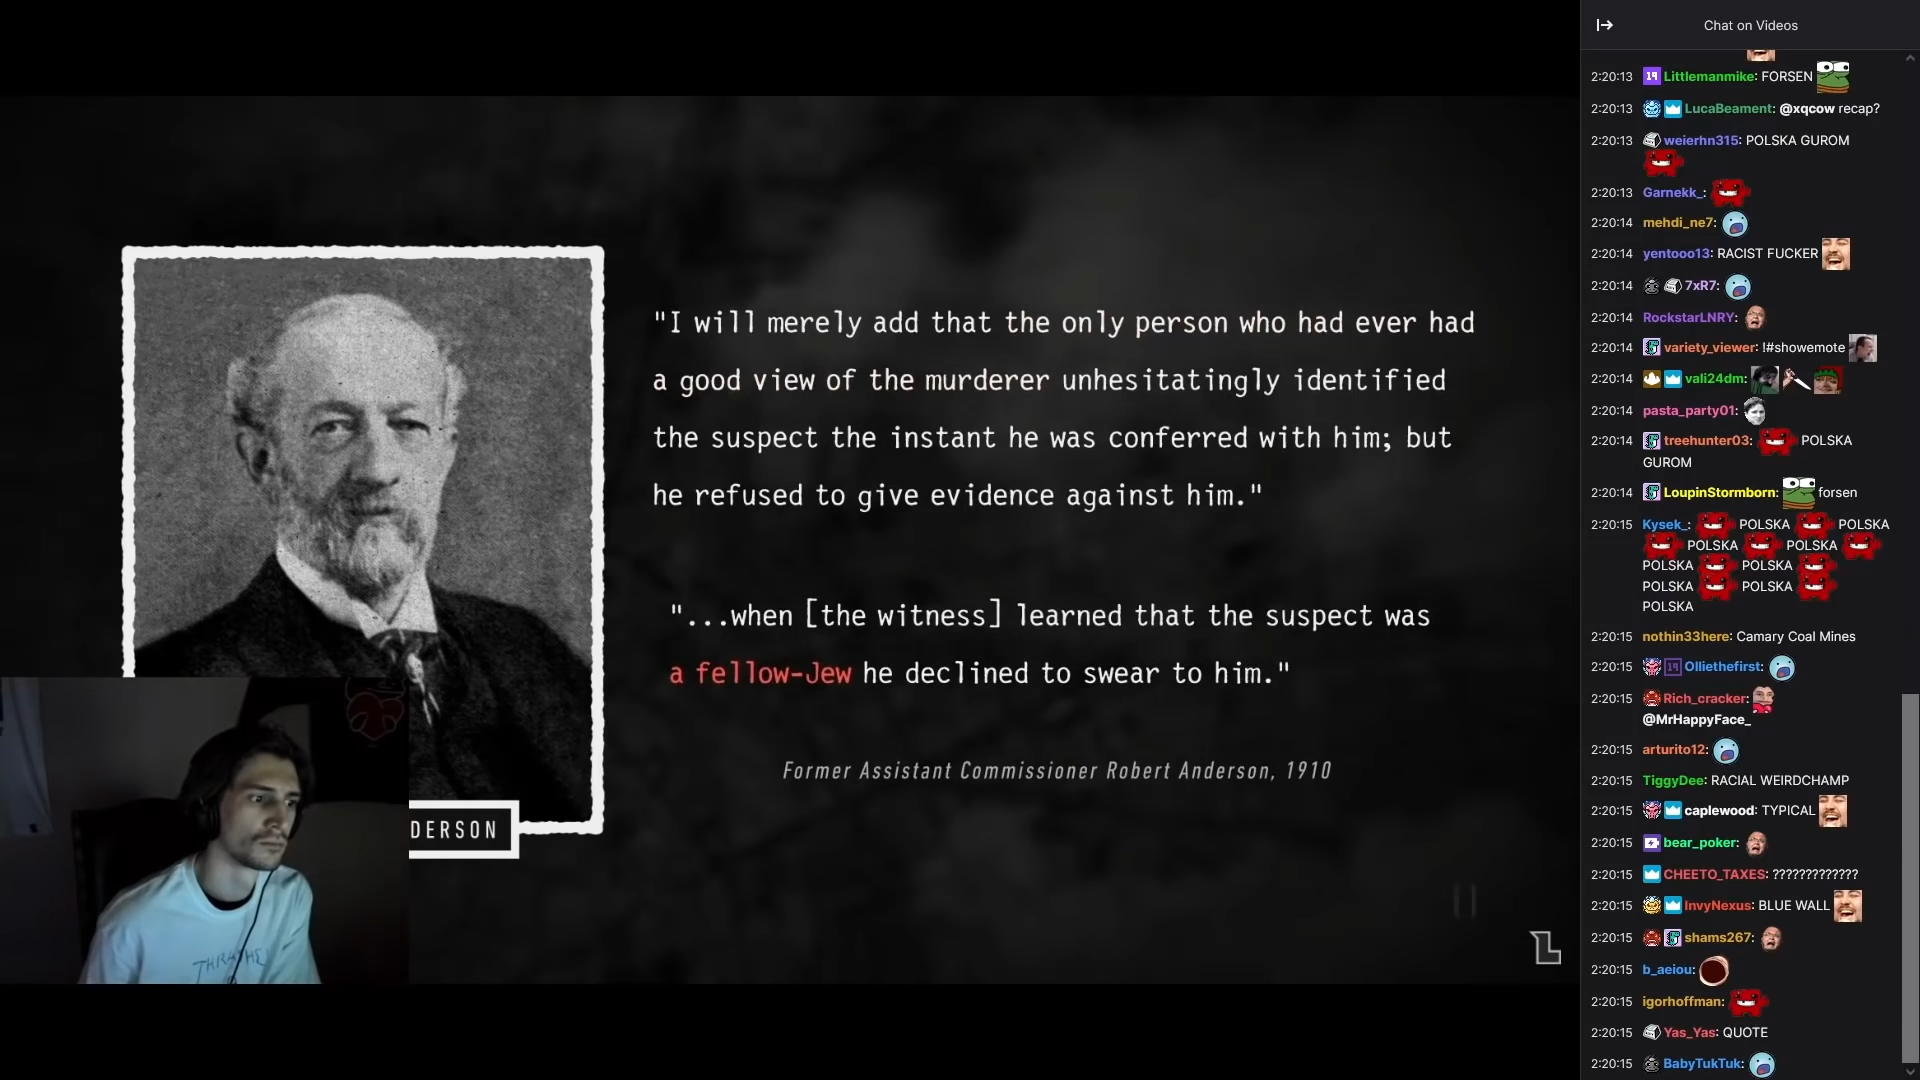 "I will merely add that the only person who had ever had
a good view of the murderer unhesitatingly identified
the suspect the instant he was conferred with him; but
he refused to give evidence against him."
"...when [the witness] learned that the suspect was
a fellow-Jew he declined to swear to him."
Former Assistant Commissioner Robert Anderson, 1910
DERSON
Chat on Videos
2:20:13 Littlemanmike: FORSEN
2:20:13 LucaBeament: @xqcow recap?
2:20:13 weierhn315: POLSKA GUROM
2:20:13 Garnekk_:
2:20:14 mehdi_ne7:
2:20:14 yentooo13: RACIST FUCKER
2:20:14 7xR7:
2:20:14 RockstarLNRY:
2:20:14 variety_viewer: !#showemote
2:20:14 vali24dm:
2:20:14 pasta_party01:
2:20:14 treehunter03: POLSKA
GUROM
2:20:14 LoupinStormborn: forsen
2:20:15 Kysek_: POLSKA POLSKA
POLSKA POLSKA
POLSKA POLSKA
POLSKA POLSKA
POLSKA
2:20:15 nothin33here: Camary Coal Mines
2:20:15 Olliethefirst:
2:20:15 Rich_cracker:
@MrHappyFace_
2:20:15 arturito12:
2:20:15 TiggyDee: RACIAL WEIRDCHAMP
2:20:15 caplewood: TYPICAL
2:20:15 bear_poker:
2:20:15 CHEETO_TAXES: ?????????????
2:20:15 InvyNexus: BLUE WALL
2:20:15 shams267:
2:20:15 b_aeiou:
2:20:15 igorhoffman:
2:20:15 Yas_Yas: QUOTE
2:20:15 BabyTukTuk: